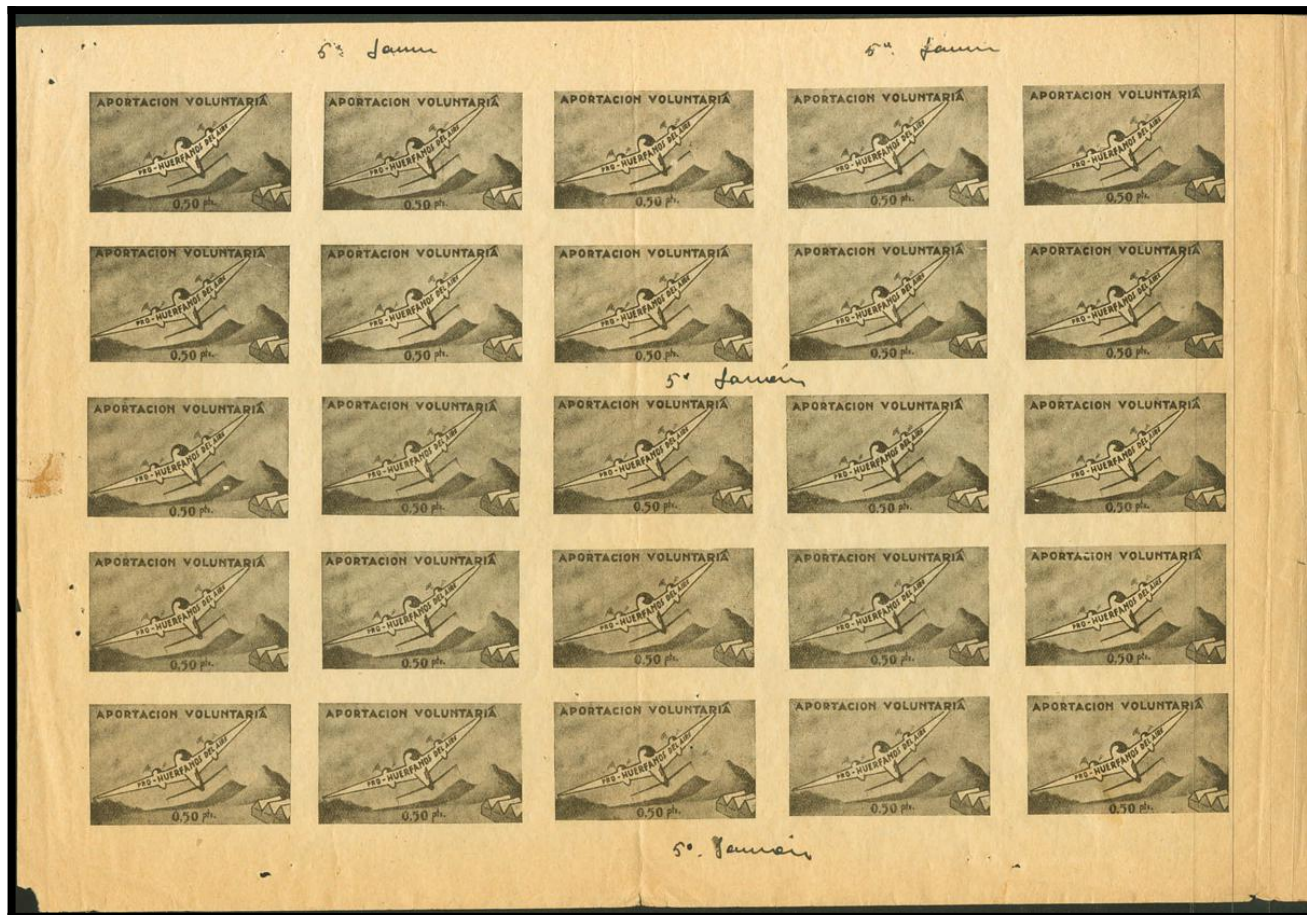 5ª
5ª.
APORTACION VOLUNTARIA
PRO-HUERFANOS DEL AIRE
0,50 pts.
APORTACION VOLUNTARIA
PRO-HUERFANOS DEL AIRE
0,50 pts.
APORTACION VOLUNTARIA
PRO-HUERFANOS DEL AIRE
0,50 pts.
APORTACION VOLUNTARIA
PRO-HUERFANOS DEL AIRE
0,50 pts.
APORTACION VOLUNTARIA
PRO-HUERFANOS DEL AIRE
0,50 pts.
APORTACION VOLUNTARIA
PRO-HUERFANOS DEL AIRE
0,50 pts.
APORTACION VOLUNTARIA
PRO-HUERFANOS DEL AIRE
0,50 pts.
APORTACION VOLUNTARIA
PRO-HUERFANOS DEL AIRE
0,50 pts.
APORTACION VOLUNTARIA
PRO-HUERFANOS DEL AIRE
0,50 pts.
APORTACION VOLUNTARIA
PRO-HUERFANOS DEL AIRE
0,50 pts.
5ª
APORTACION VOLUNTARIA
PRO-HUERFANOS DEL AIRE
0,50 pts.
APORTACION VOLUNTARIA
PRO-HUERFANOS DEL AIRE
0,50 pts.
APORTACION VOLUNTARIA
PRO-HUERFANOS DEL AIRE
0,50 pts.
APORTACION VOLUNTARIA
PRO-HUERFANOS DEL AIRE
0,50 pts.
APORTACION VOLUNTARIA
PRO-HUERFANOS DEL AIRE
0,50 pts.
APORTACION VOLUNTARIA
PRO-HUERFANOS DEL AIRE
0,50 pts.
APORTACION VOLUNTARIA
PRO-HUERFANOS DEL AIRE
0,50 pts.
APORTACION VOLUNTARIA
PRO-HUERFANOS DEL AIRE
0,50 pts.
APORTACION VOLUNTARIA
PRO-HUERFANOS DEL AIRE
0,50 pts.
APORTACION VOLUNTARIA
PRO-HUERFANOS DEL AIRE
0,50 pts.
APORTACION VOLUNTARIA
PRO-HUERFANOS DEL AIRE
0,50 pts.
APORTACION VOLUNTARIA
PRO-HUERFANOS DEL AIRE
0,50 pts.
APORTACION VOLUNTARIA
PRO-HUERFANOS DEL AIRE
0,50 pts.
APORTACION VOLUNTARIA
PRO-HUERFANOS DEL AIRE
0,50 pts.
APORTACION VOLUNTARIA
PRO-HUERFANOS DEL AIRE
0,50 pts.
5ª.